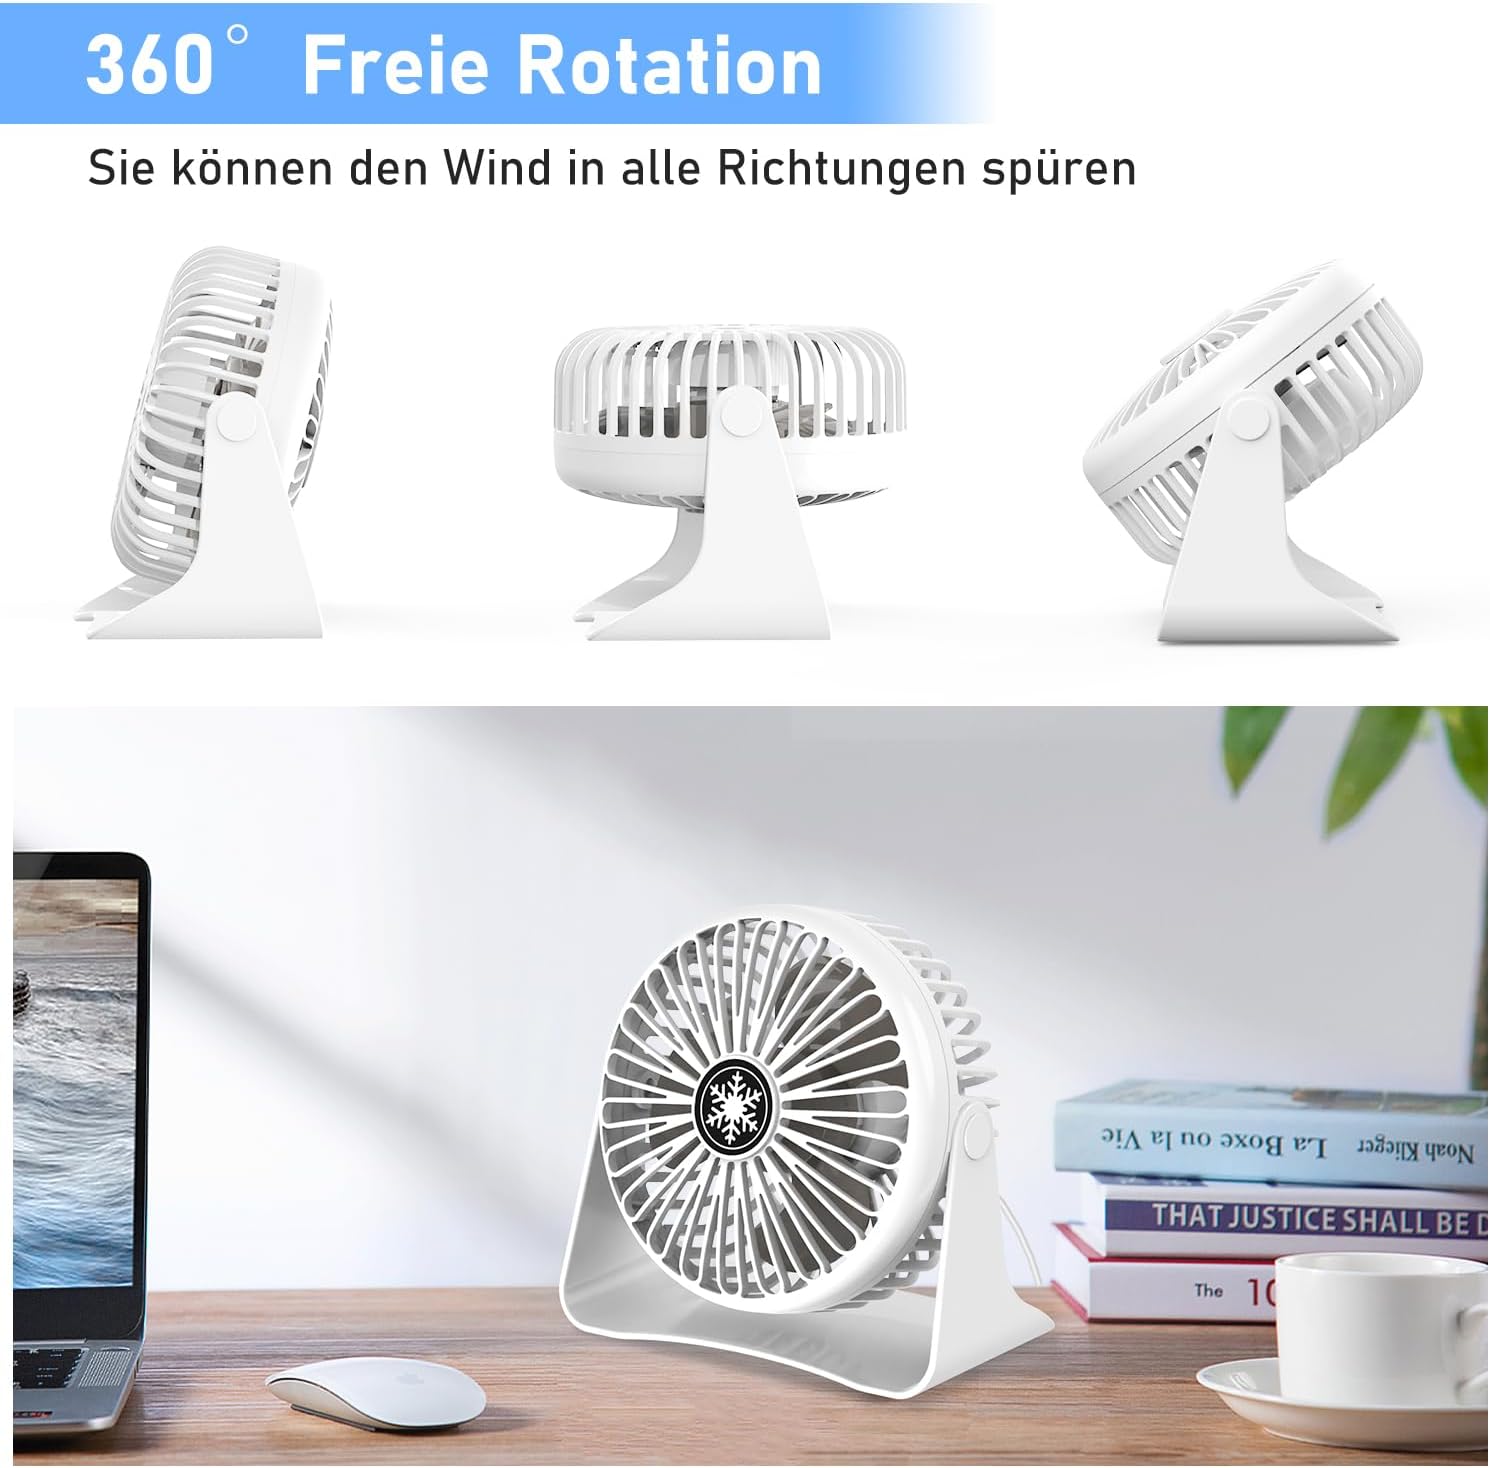 360° Freie Rotation
Sie können den Wind in alle Richtungen spüren
La Boxe ou la Vie Noah Klieger
THAT JUSTICE SHALL BE D
The 10